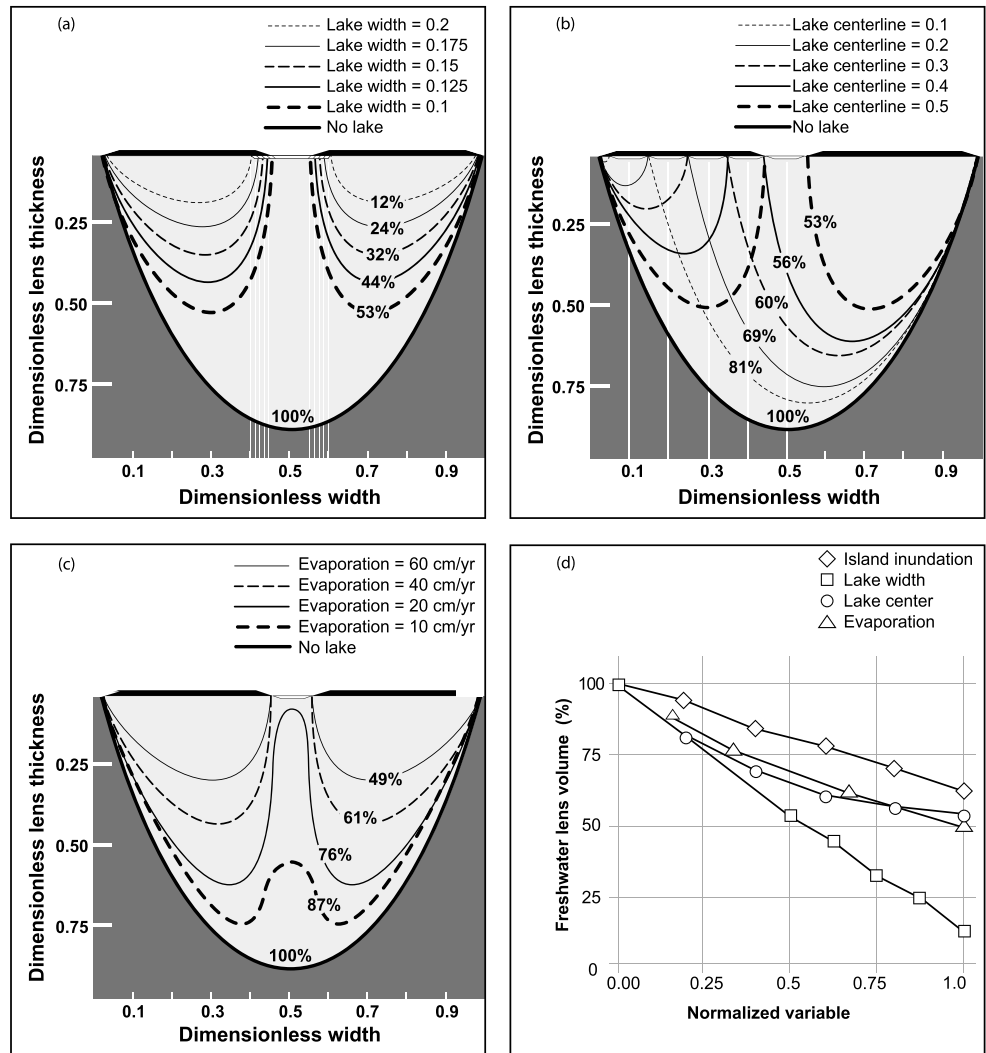 (a)
Lake width = 0.2
Lake width = 0.175
Lake width = 0.15
Lake width = 0.125
Lake width = 0.1
No lake
Dimensionless lens thickness
0.25
0.50
0.75
12%
24%
32%
44%
53%
100%
0.1 0.3 0.5 0.7 0.9
Dimensionless width
(b)
Lake centerline = 0.1
Lake centerline = 0.2
Lake centerline = 0.3
Lake centerline = 0.4
Lake centerline = 0.5
No lake
Dimensionless lens thickness
0.25
0.50
0.75
53%
56%
60%
69%
81%
100%
0.1 0.3 0.5 0.7 0.9
Dimensionless width
(c)
Evaporation = 60 cm/yr
Evaporation = 40 cm/yr
Evaporation = 20 cm/yr
Evaporation = 10 cm/yr
No lake
Dimensionless lens thickness
0.25
0.50
0.75
49%
61%
76%
87%
100%
0.1 0.3 0.5 0.7 0.9
Dimensionless width
(d)
Island inundation
Lake width
Lake center
Evaporation
Freshwater lens volume (%)
100
75
50
25
0
0.00 0.25 0.5 0.75 1.0
Normalized variable